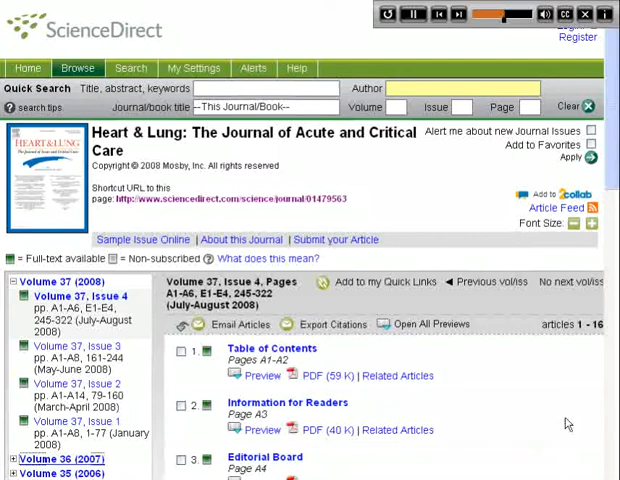 ScienceDirect
CC
Register
Home
Browse
Search
My Settings
Alerts
Help
Quick Search
Title, abstract, keywords
Author
search tips
Journal/book title
--This Journal/Book--
Volume
Issue
Page
Clear
HEART & LUNG
Heart & Lung: The Journal of Acute and Critical
Care
Copyright © 2008 Mosby, Inc. All rights reserved
Shortcut URL to this
page: http://www.sciencedirect.com/science/journal/01479563
Alert me about new Journal Issues
Add to Favorites
Apply
Add to 2collab
Article Feed
Font Size:
Sample Issue Online | About this Journal | Submit your Article
= Full-text available = Non-subscribed ? What does this mean?
Volume 37 (2008)
Volume 37, Issue 4
pp. A1-A6, E1-E4,
245-322 (July-August
2008)
Volume 37, Issue 3
pp. A1-A8, 161-244
(May-June 2008)
Volume 37, Issue 2
pp. A1-A14, 79-160
(March-April 2008)
Volume 37, Issue 1
pp. A1-A8, 1-77 (January
2008)
Volume 36 (2007)
Volume 35 (2006)
Volume 37, Issue 4, Pages
A1-A6, E1-E4, 245-322
(July-August 2008)
Add to my Quick Links
Previous vol/iss
No next vol/iss
Email Articles
Export Citations
Open All Previews
articles 1 - 16
1.
Table of Contents
Pages A1-A2
Preview PDF (59 K) | Related Articles
2.
Information for Readers
Page A3
Preview PDF (40 K) | Related Articles
3.
Editorial Board
Page A4